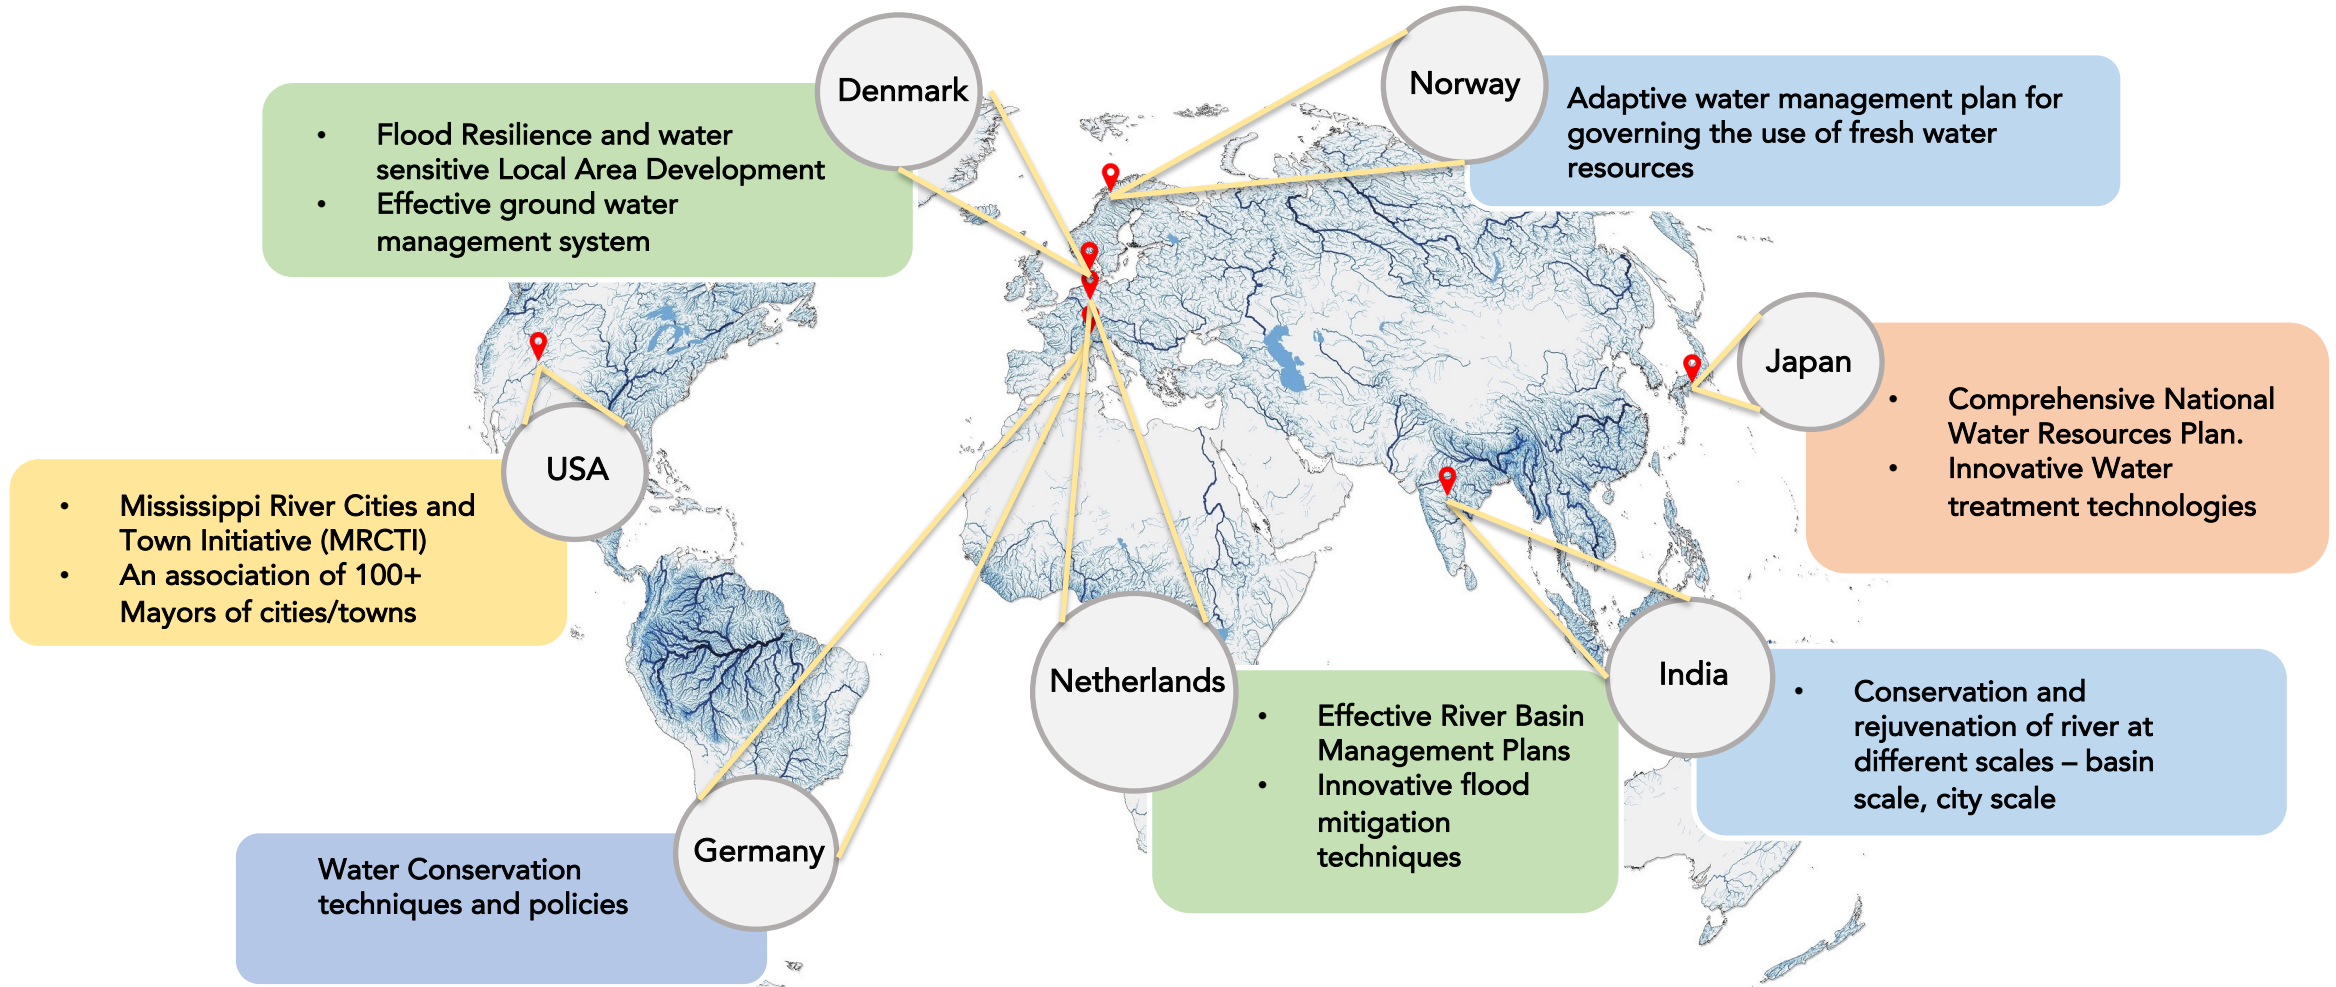 Denmark
• Flood Resilience and water
sensitive Local Area Development
• Effective ground water
management system
Norway
Adaptive water management plan for
governing the use of fresh water
resources
Japan
• Comprehensive National
Water Resources Plan.
• Innovative Water
treatment technologies
USA
• Mississippi River Cities and
Town Initiative (MRCTI)
• An association of 100+
Mayors of cities/towns
Netherlands
• Effective River Basin
Management Plans
• Innovative flood
mitigation
techniques
India
• Conservation and
rejuvenation of river at
different scales – basin
scale, city scale
Germany
Water Conservation
techniques and policies